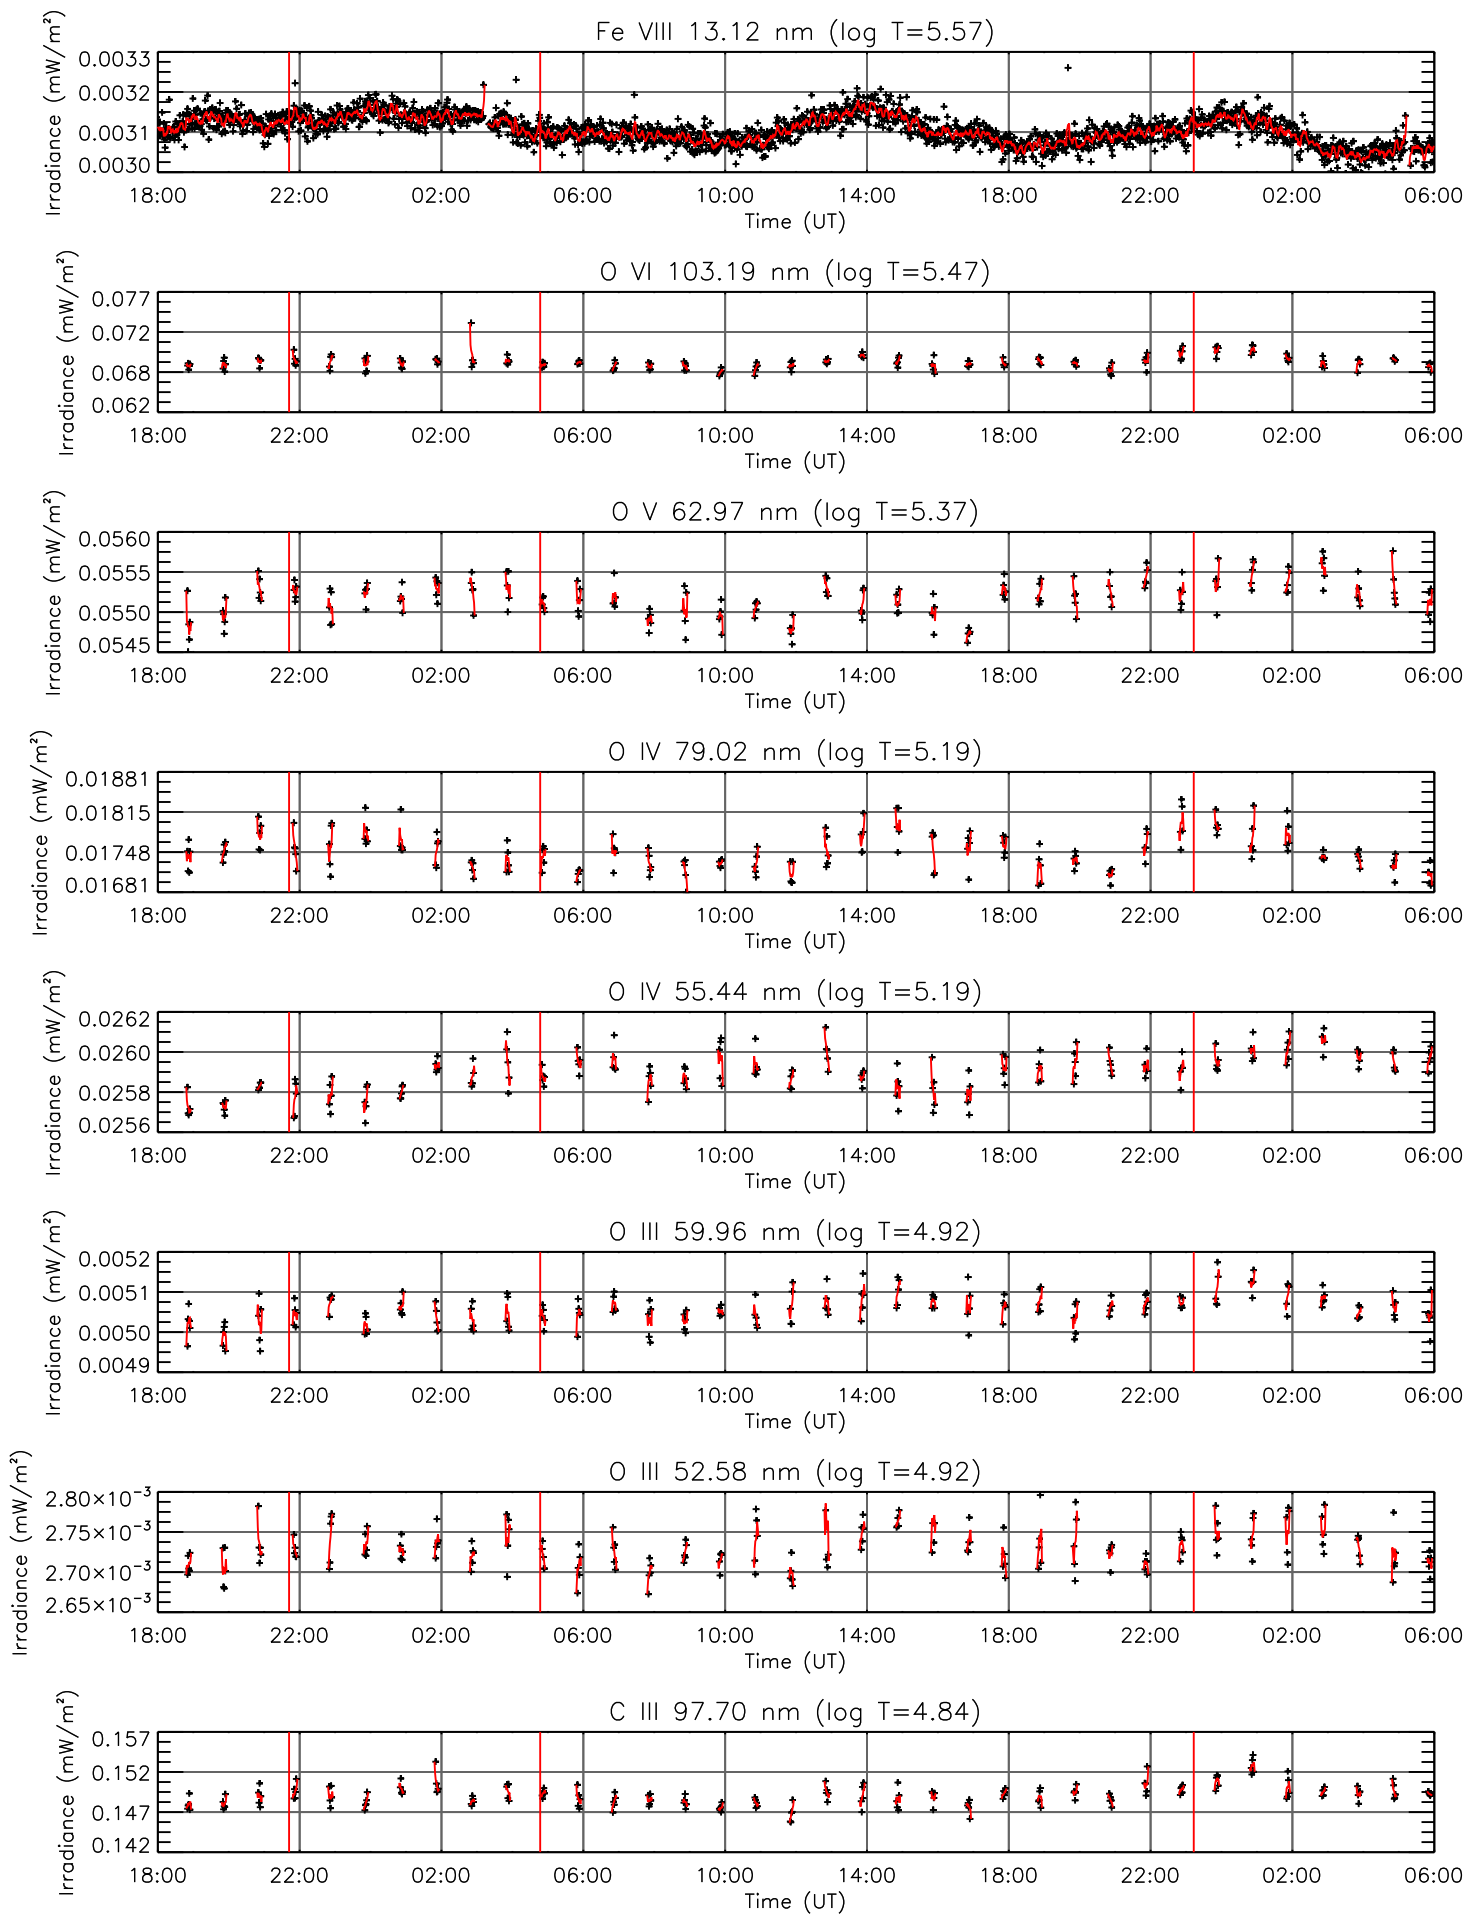 Fe VIII 13.12 nm (log T=5.57)
Irradiance (mW/m²)
0.0033
0.0032
0.0031
0.0030
18:00 22:00 02:00 06:00 10:00 14:00 18:00 22:00 02:00 06:00
Time (UT)
O VI 103.19 nm (log T=5.47)
Irradiance (mW/m²)
0.077
0.072
0.068
0.062
18:00 22:00 02:00 06:00 10:00 14:00 18:00 22:00 02:00 06:00
Time (UT)
O V 62.97 nm (log T=5.37)
Irradiance (mW/m²)
0.0560
0.0555
0.0550
0.0545
18:00 22:00 02:00 06:00 10:00 14:00 18:00 22:00 02:00 06:00
Time (UT)
O IV 79.02 nm (log T=5.19)
Irradiance (mW/m²)
0.01881
0.01815
0.01748
0.01681
18:00 22:00 02:00 06:00 10:00 14:00 18:00 22:00 02:00 06:00
Time (UT)
O IV 55.44 nm (log T=5.19)
Irradiance (mW/m²)
0.0262
0.0260
0.0258
0.0256
18:00 22:00 02:00 06:00 10:00 14:00 18:00 22:00 02:00 06:00
Time (UT)
O III 59.96 nm (log T=4.92)
Irradiance (mW/m²)
0.0052
0.0051
0.0050
0.0049
18:00 22:00 02:00 06:00 10:00 14:00 18:00 22:00 02:00 06:00
Time (UT)
O III 52.58 nm (log T=4.92)
Irradiance (mW/m²)
2.80×10⁻³
2.75×10⁻³
2.70×10⁻³
2.65×10⁻³
18:00 22:00 02:00 06:00 10:00 14:00 18:00 22:00 02:00 06:00
Time (UT)
C III 97.70 nm (log T=4.84)
Irradiance (mW/m²)
0.157
0.152
0.147
0.142
18:00 22:00 02:00 06:00 10:00 14:00 18:00 22:00 02:00 06:00
Time (UT)